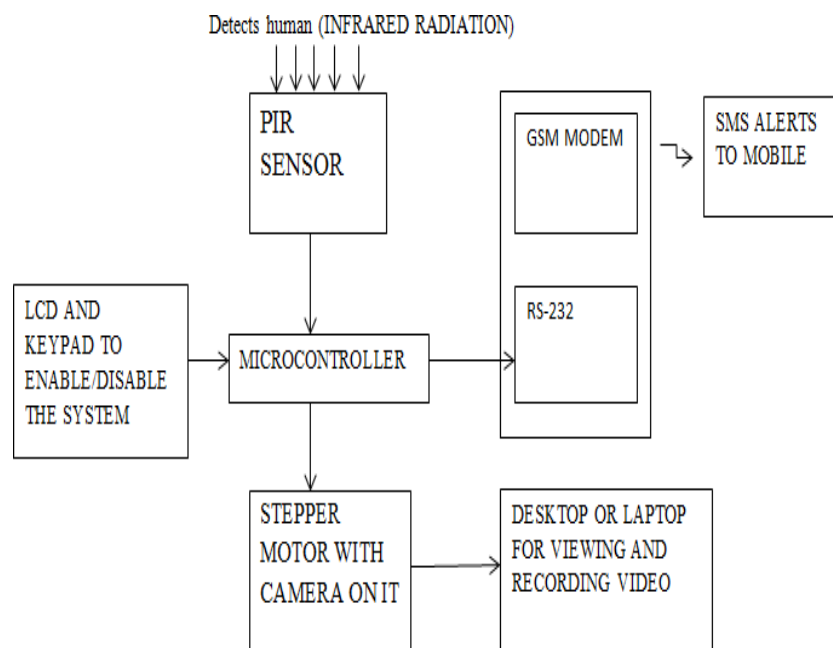 Detects human (INFRARED RADIATION)
PIR
SENSOR
GSM MODEM
SMS ALERTS
TO MOBILE
LCD AND
KEYPAD TO
ENABLE/DISABLE
THE SYSTEM
MICROCONTROLLER
RS-232
STEPPER
MOTOR WITH
CAMERA ON IT
DESKTOP OR LAPTOP
FOR VIEWING AND
RECORDING VIDEO